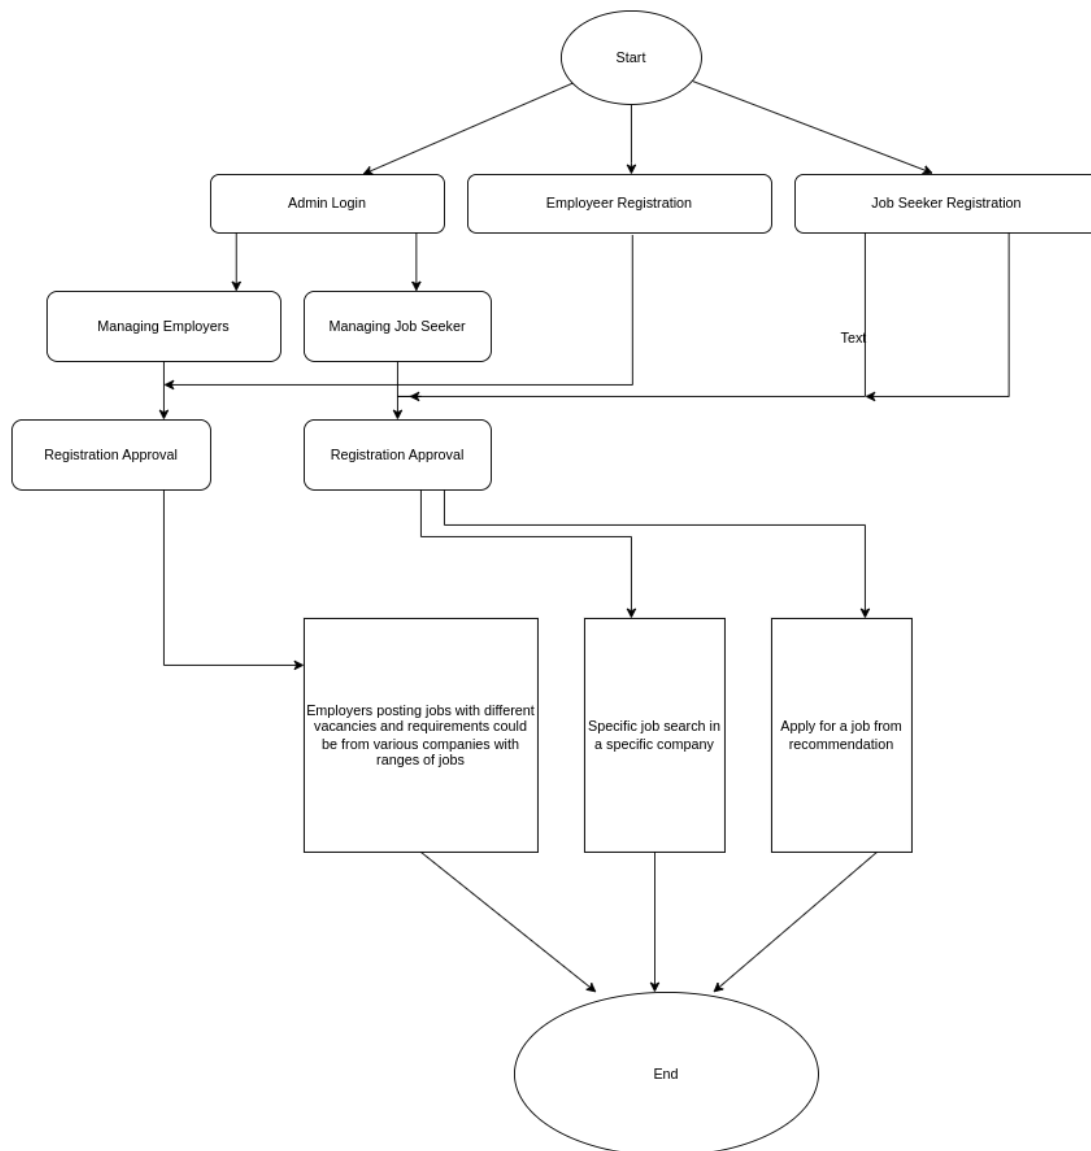 Start
Admin Login
Employeer Registration
Job Seeker Registration
Managing Employers
Managing Job Seeker
Text
Registration Approval
Registration Approval
Employers posting jobs with different
vacancies and requirements could
be from various companies with
ranges of jobs
Specific job search in
a specific company
Apply for a job from
recommendation
End